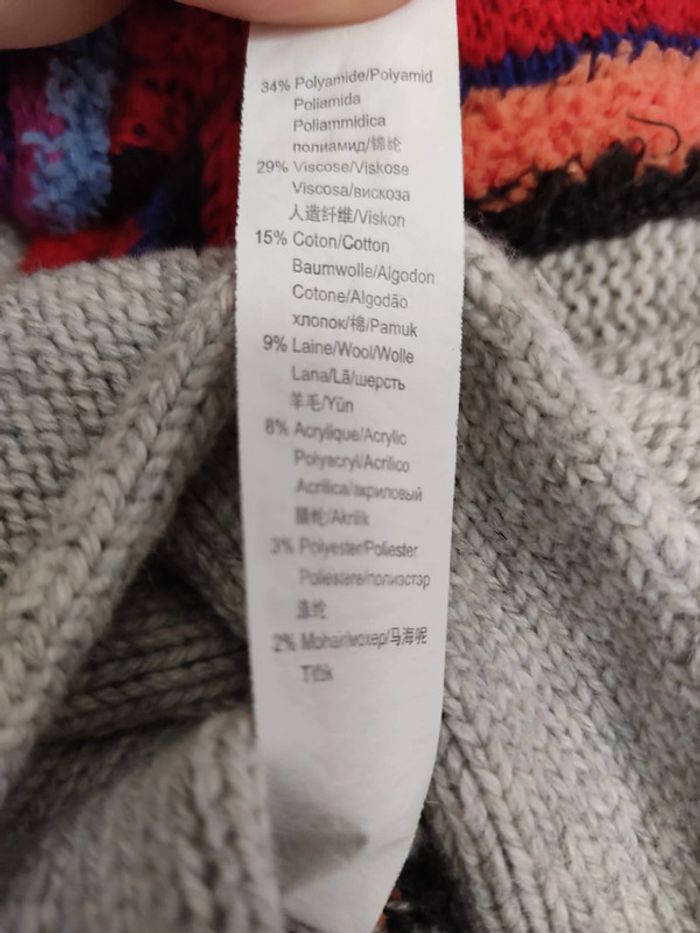 34% Polyamide/Polyamid
Poliamida
Poliammidica
полиамид/锦纶
29% Viscose/Viskose
Viscosa/вискоза
人造纤维/Viskon
15% Coton/Cotton
Baumwolle/Algodon
Cotone/Algodão
хлопок/棉/Pamuk
9% Laine/Wool/Wolle
Lana/Lã/шерсть
羊毛/Yün
8% Acrylique/Acrylic
Polyacryl/Acrílico
Acrilica/акриловый
腈纶/Akrilik
3% Polyester/Poliester
Poliestere/полиэстэр
涤纶
2% Mohair/мохер/马海呢
Tiftik